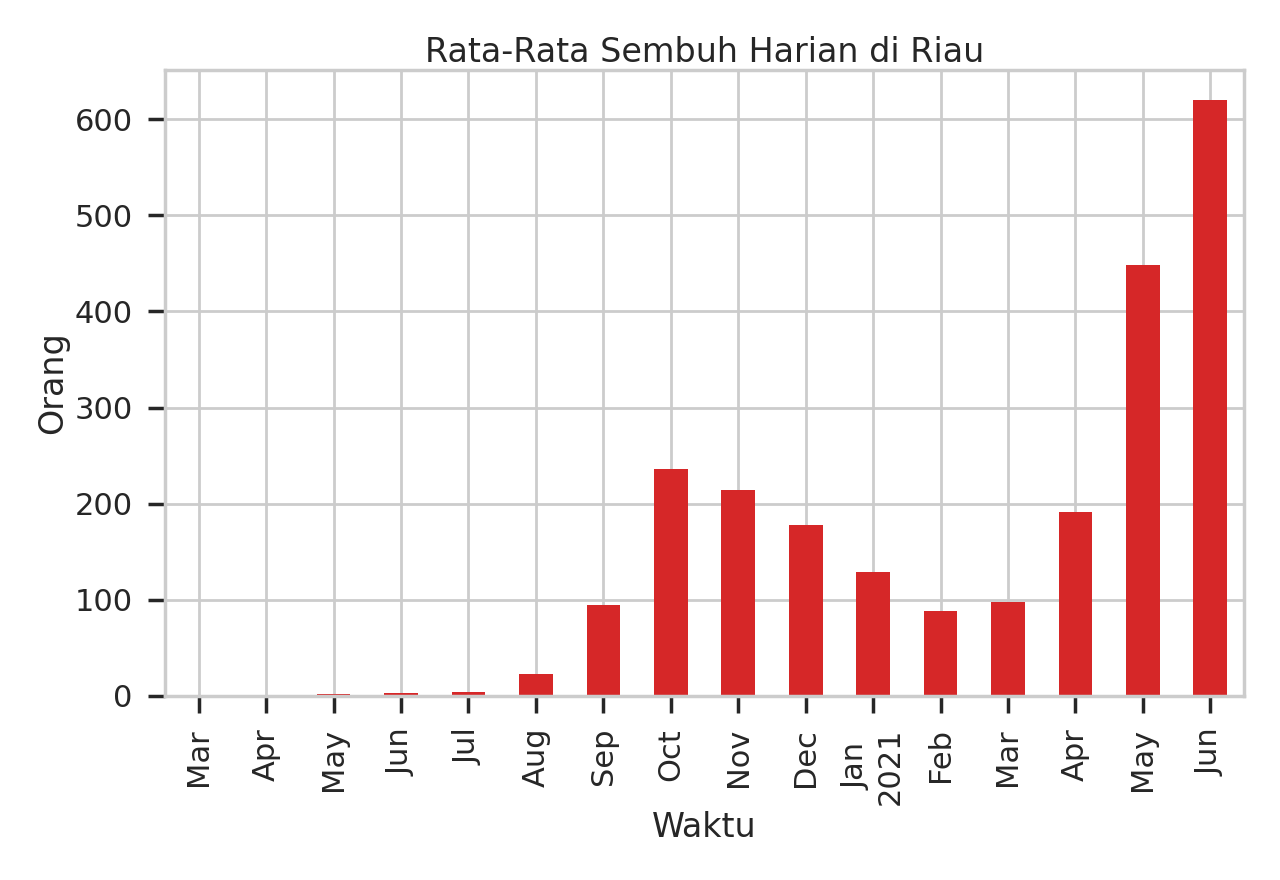 Rata-Rata Sembuh Harian di Riau
Orang
600
500
400
300
200
100
0
Mar
Apr
May
Jun
Jul
Aug
Sep
Oct
Nov
Dec
Jan
2021
Feb
Mar
Apr
May
Jun
Waktu